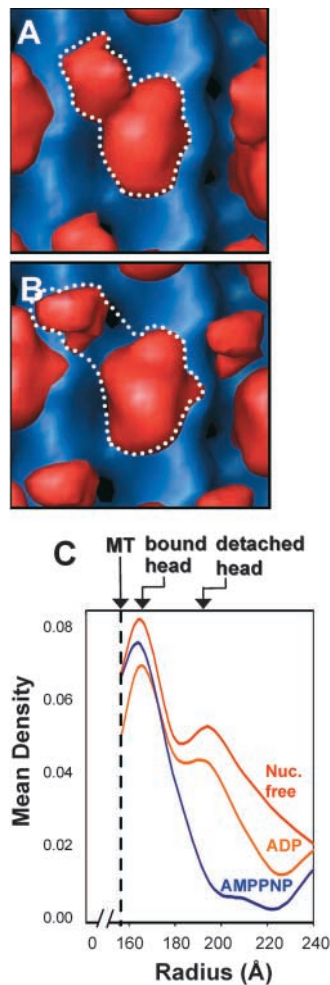 A
B
C
MT bound head
detached head
0.08
0.06
0.04
0.02
0.00
Mean Density
Nuc. free
ADP
AMPPNP
0 160 180 200 220 240
Radius (Å)